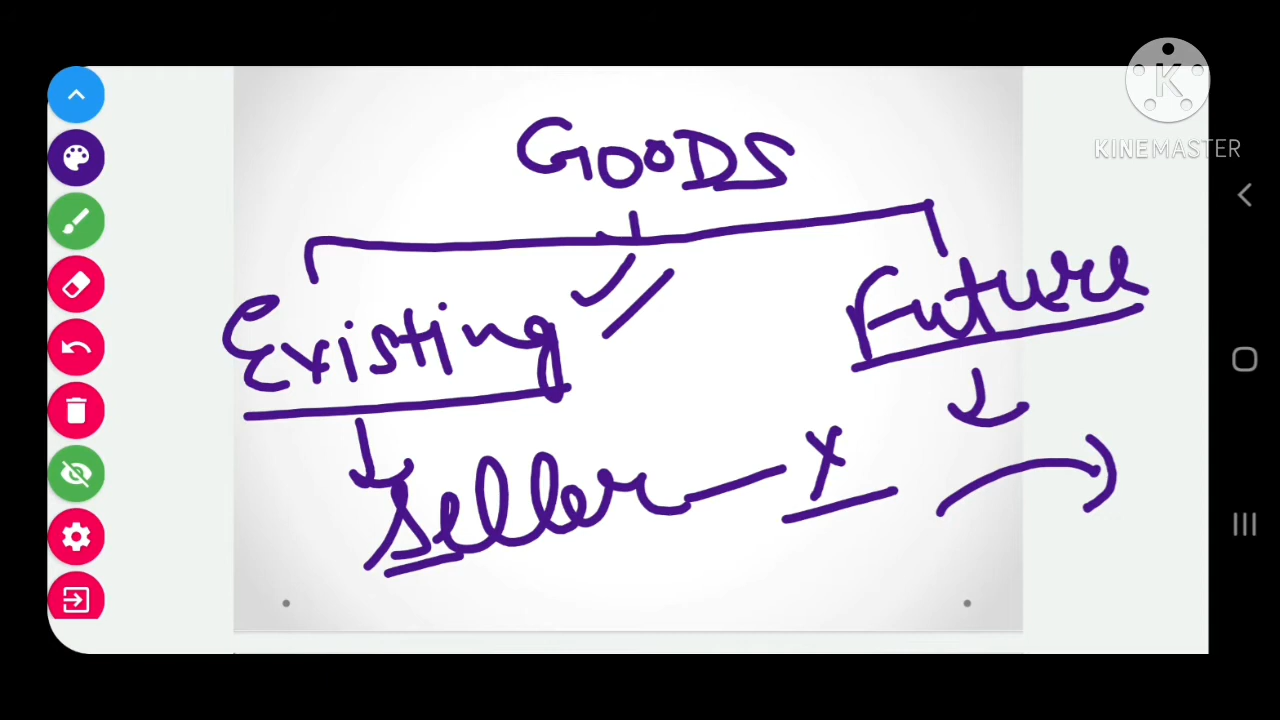 KINEMASTER
GOODS
Existing
Future
Seller — X